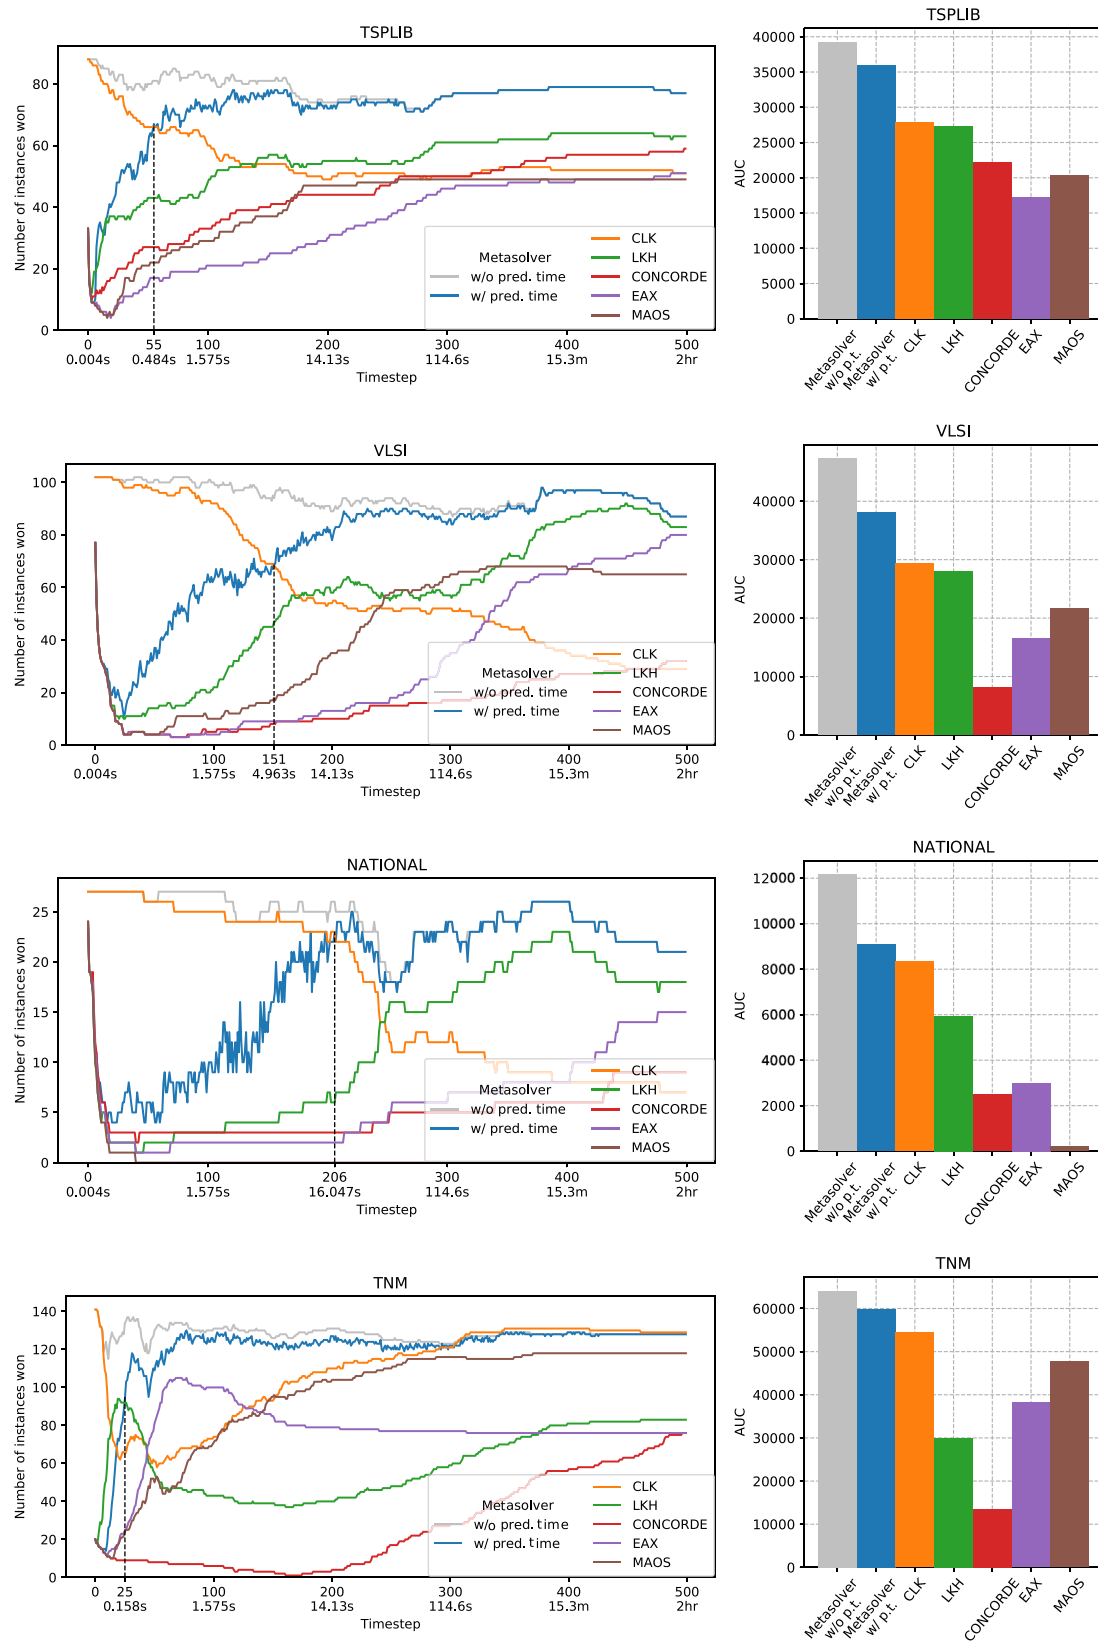 TSPLIB
Number of instances won
80
60
40
20
0
0 55 100 200 300 400 500
0.004s 0.484s 1.575s 14.13s 114.6s 15.3m 2hr
Timestep
Metasolver
w/o pred. time
w/ pred. time
CLK
LKH
CONCORDE
EAX
MAOS
TSPLIB
AUC
40000
35000
30000
25000
20000
15000
10000
5000
0
Metasolver
w/o p.t.
Metasolver
w/ p.t.
CLK
LKH
CONCORDE
EAX
MAOS
VLSI
Number of instances won
100
80
60
40
20
0
0 100 151 200 300 400 500
0.004s 1.575s 4.963s 14.13s 114.6s 15.3m 2hr
Timestep
Metasolver
w/o pred. time
w/ pred. time
CLK
LKH
CONCORDE
EAX
MAOS
VLSI
AUC
40000
30000
20000
10000
0
Metasolver
w/o p.t.
Metasolver
w/ p.t.
CLK
LKH
CONCORDE
EAX
MAOS
NATIONAL
Number of instances won
25
20
15
10
5
0
0 100 206 300 400 500
0.004s 1.575s 16.047s 114.6s 15.3m 2hr
Timestep
Metasolver
w/o pred. time
w/ pred. time
CLK
LKH
CONCORDE
EAX
MAOS
NATIONAL
AUC
12000
10000
8000
6000
4000
2000
0
Metasolver
w/o p.t.
Metasolver
w/ p.t.
CLK
LKH
CONCORDE
EAX
MAOS
TNM
Number of instances won
140
120
100
80
60
40
20
0
0 25 100 200 300 400 500
0.158s 1.575s 14.13s 114.6s 15.3m 2hr
Timestep
Metasolver
w/o pred. time
w/ pred. time
CLK
LKH
CONCORDE
EAX
MAOS
TNM
AUC
60000
50000
40000
30000
20000
10000
0
Metasolver
w/o p.t.
Metasolver
w/ p.t.
CLK
LKH
CONCORDE
EAX
MAOS